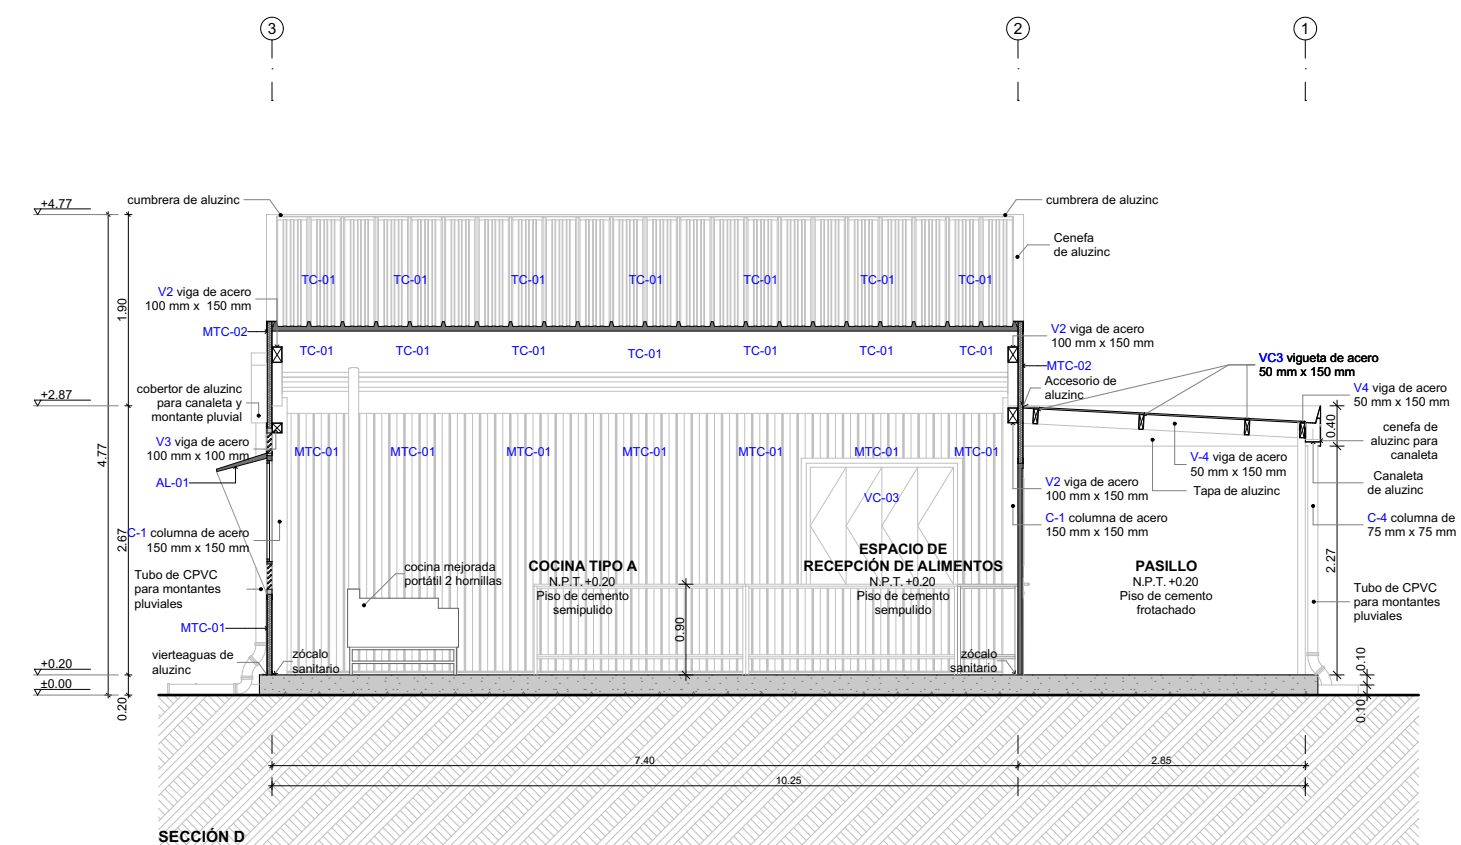 3
2
1
+4.77
cumbrera de aluzinc
cumbrera de aluzinc
Cenefa
de aluzinc
TC-01 TC-01 TC-01 TC-01 TC-01 TC-01 TC-01
V2 viga de acero
100 mm x 150 mm
1.90
MTC-02
V2 viga de acero
100 mm x 150 mm
TC-01 TC-01 TC-01 TC-01 TC-01 TC-01 TC-01
MTC-02
VC3 vigueta de acero
50 mm x 150 mm
Accesorio de
aluzinc
V4 viga de acero
50 mm x 150 mm
+2.87
cobertor de aluzinc
para canaleta y
montante pluvial
0.40
cenefa de
aluzinc para
canaleta
V3 viga de acero
100 mm x 100 mm
4.77
MTC-01 MTC-01 MTC-01 MTC-01 MTC-01 MTC-01 MTC-01
V-4 viga de acero
50 mm x 150 mm
AL-01
V2 viga de acero
100 mm x 150 mm
Tapa de aluzinc
Canaleta
de aluzinc
VC-03
C-1 columna de acero
150 mm x 150 mm
2.67
C-1 columna de acero
150 mm x 150 mm
C-4 columna de
75 mm x 75 mm
cocina mejorada
portátil 2 hornillas
COCINA TIPO A
N.P.T. +0.20
Piso de cemento
semipulido
ESPACIO DE
RECEPCIÓN DE ALIMENTOS
N.P.T. +0.20
Piso de cemento
sempulido
PASILLO
N.P.T. +0.20
Piso de cemento
frotachado
2.27
Tubo de CPVC
para montantes
pluviales
Tubo de CPVC
para montantes
pluviales
0.90
MTC-01
vierteaguas de
aluzinc
zócalo
sanitario
zócalo
sanitario
+0.20
±0.00
0.20
0.10
0.10
7.40
2.85
10.25
SECCIÓN D